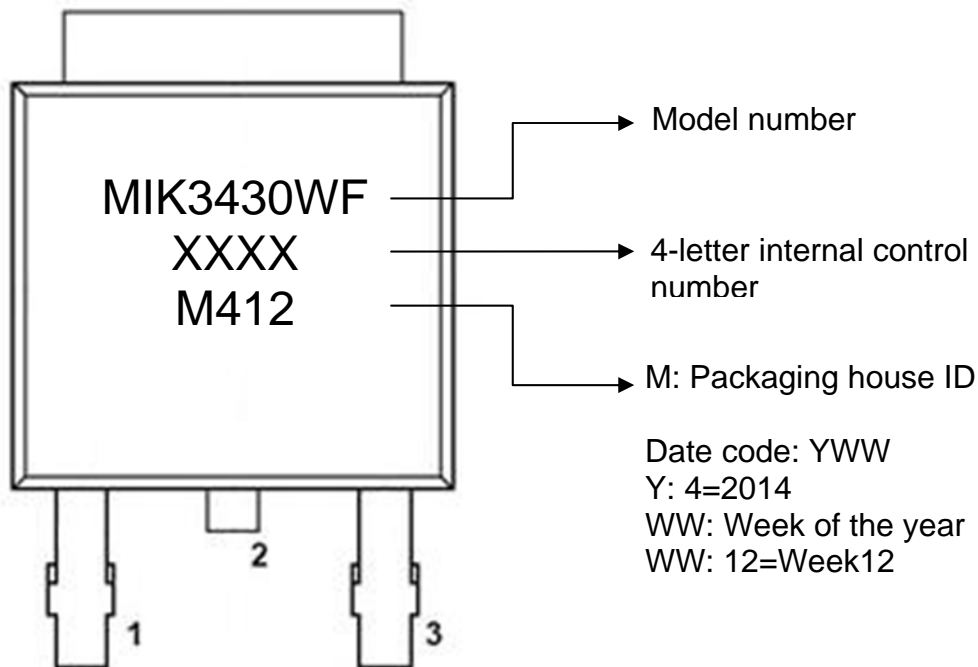 MIK3430WF
XXXX
M412
Model number
4-letter internal control
number
M: Packaging house ID
Date code: YWW
Y: 4=2014
WW: Week of the year
WW: 12=Week12
1
2
3